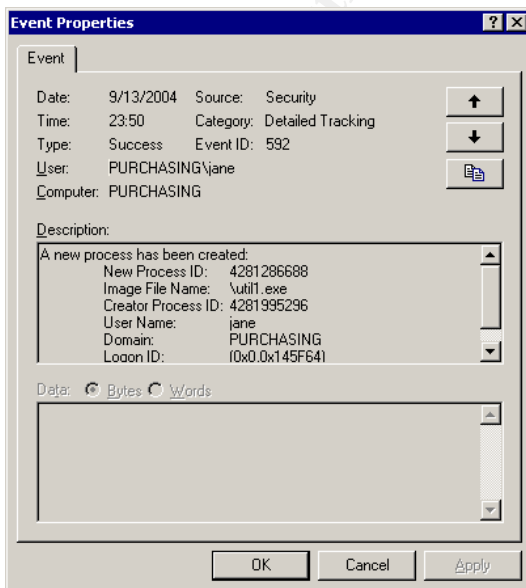 Event Properties
Event
Date: 9/13/2004 Source: Security
Time: 23:50 Category: Detailed Tracking
Type: Success Event ID: 592
User: PURCHASING\jane
Computer: PURCHASING
Description:
A new process has been created:
New Process ID: 4281286688
Image File Name: \util1.exe
Creator Process ID: 4281995296
User Name: jane
Domain: PURCHASING
Logon ID: (0x0,0x145F64)
Data: Bytes Words
OK Cancel Apply